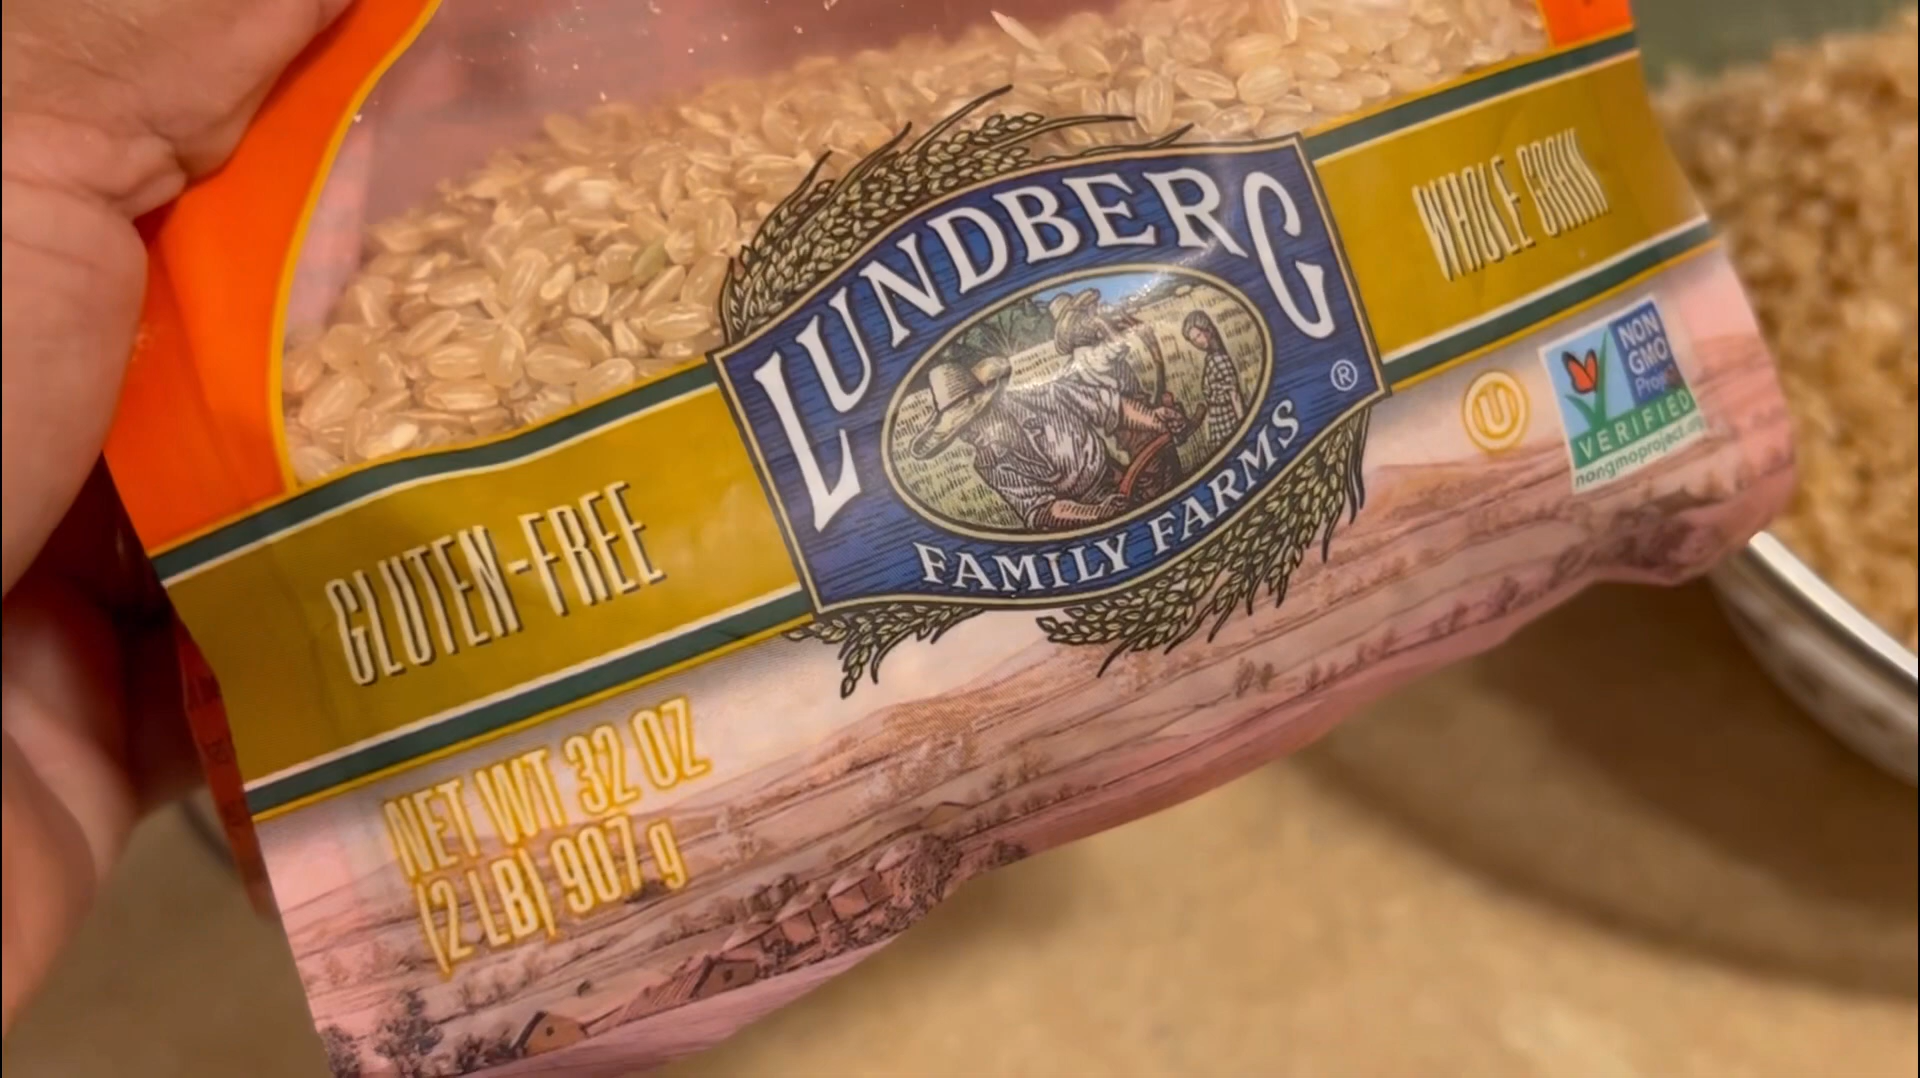 LUNDBERG
FAMILY FARMS
®
WHOLE GRAIN
GLUTEN-FREE
U
NON
GMO
VERIFIED
nongmoproject.org
NET WT 32 OZ
(2 LB) 907 g